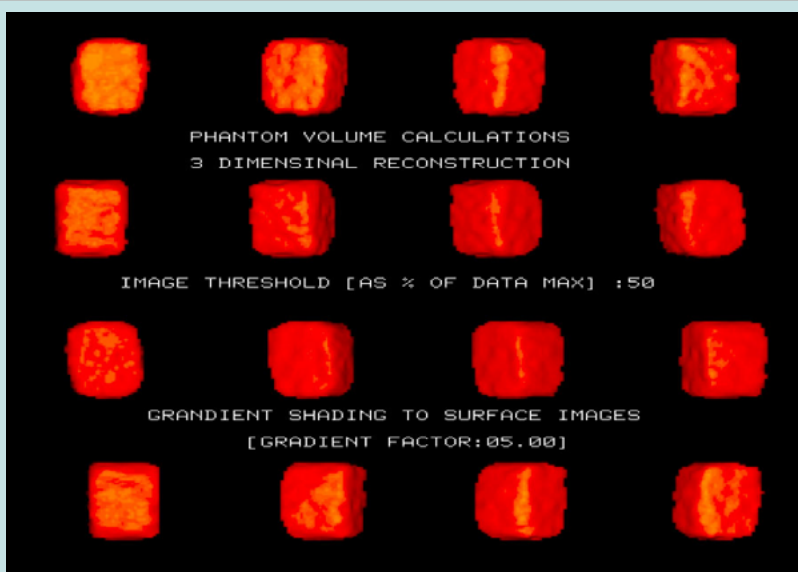 PHANTOM VOLUME CALCULATIONS
3 DIMENSINAL RECONSTRUCTION
IMAGE THRESHOLD [AS % OF DATA MAX] :50
GRANDIENT SHADING TO SURFACE IMAGES
[GRADIENT FACTOR:05.00]